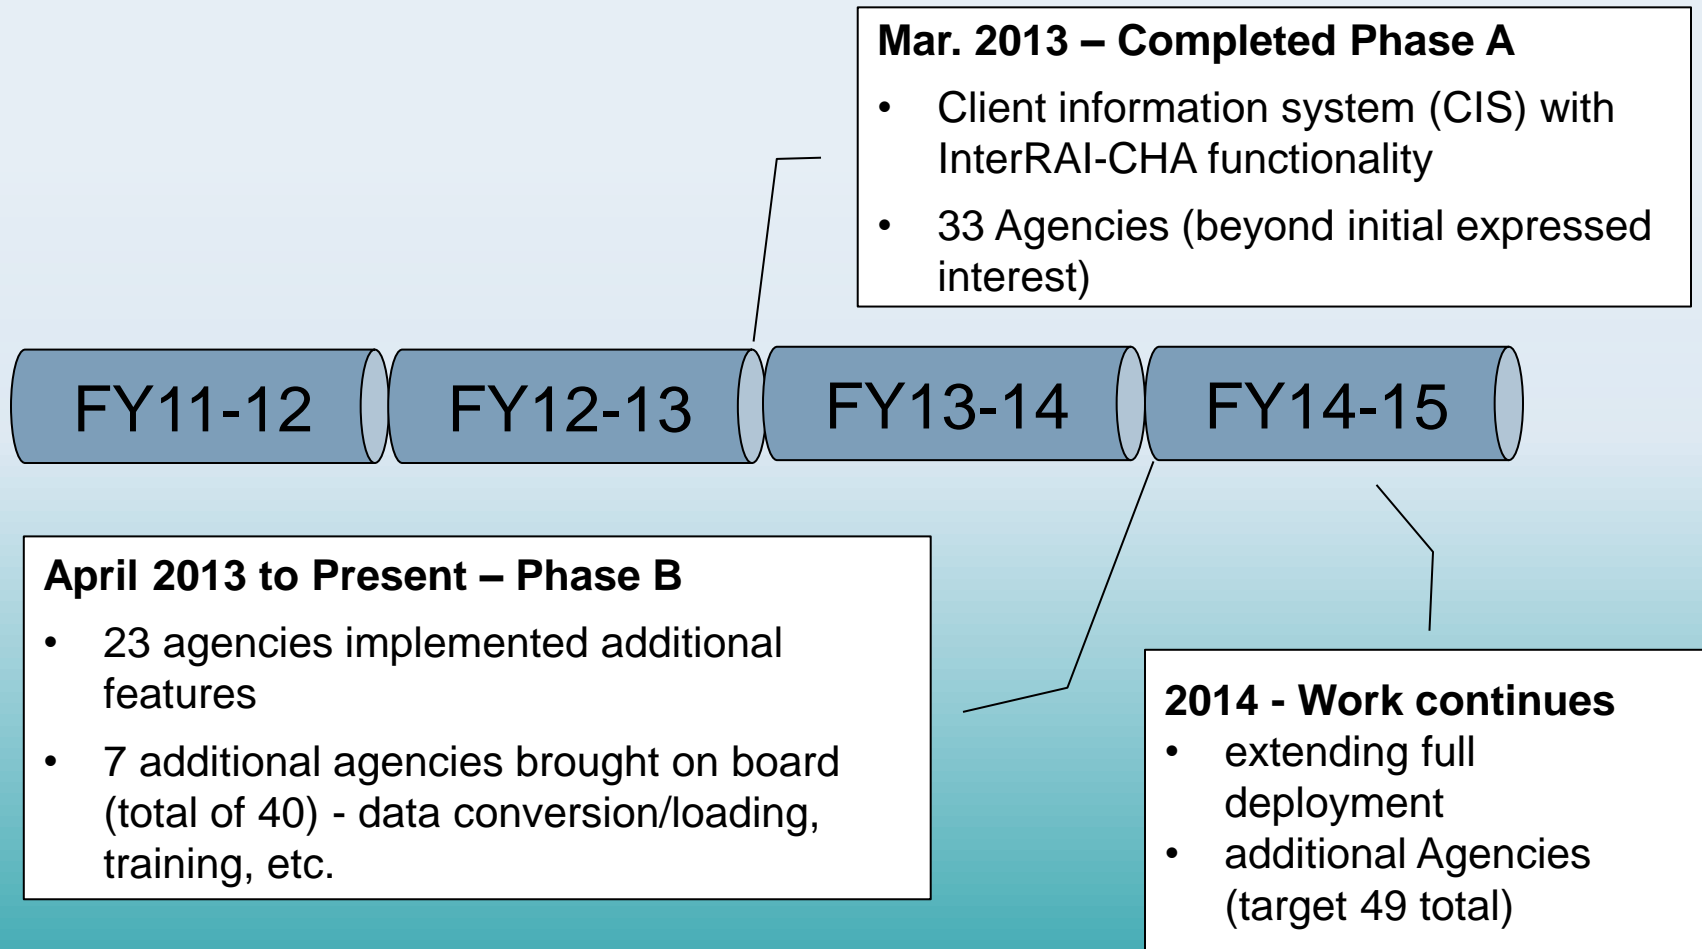 Mar. 2013 – Completed Phase A
• Client information system (CIS) with
InterRAI-CHA functionality
• 33 Agencies (beyond initial expressed
interest)
FY11-12 FY12-13 FY13-14 FY14-15
April 2013 to Present – Phase B
• 23 agencies implemented additional
features
• 7 additional agencies brought on board
(total of 40) - data conversion/loading,
training, etc.
2014 - Work continues
• extending full
deployment
• additional Agencies
(target 49 total)